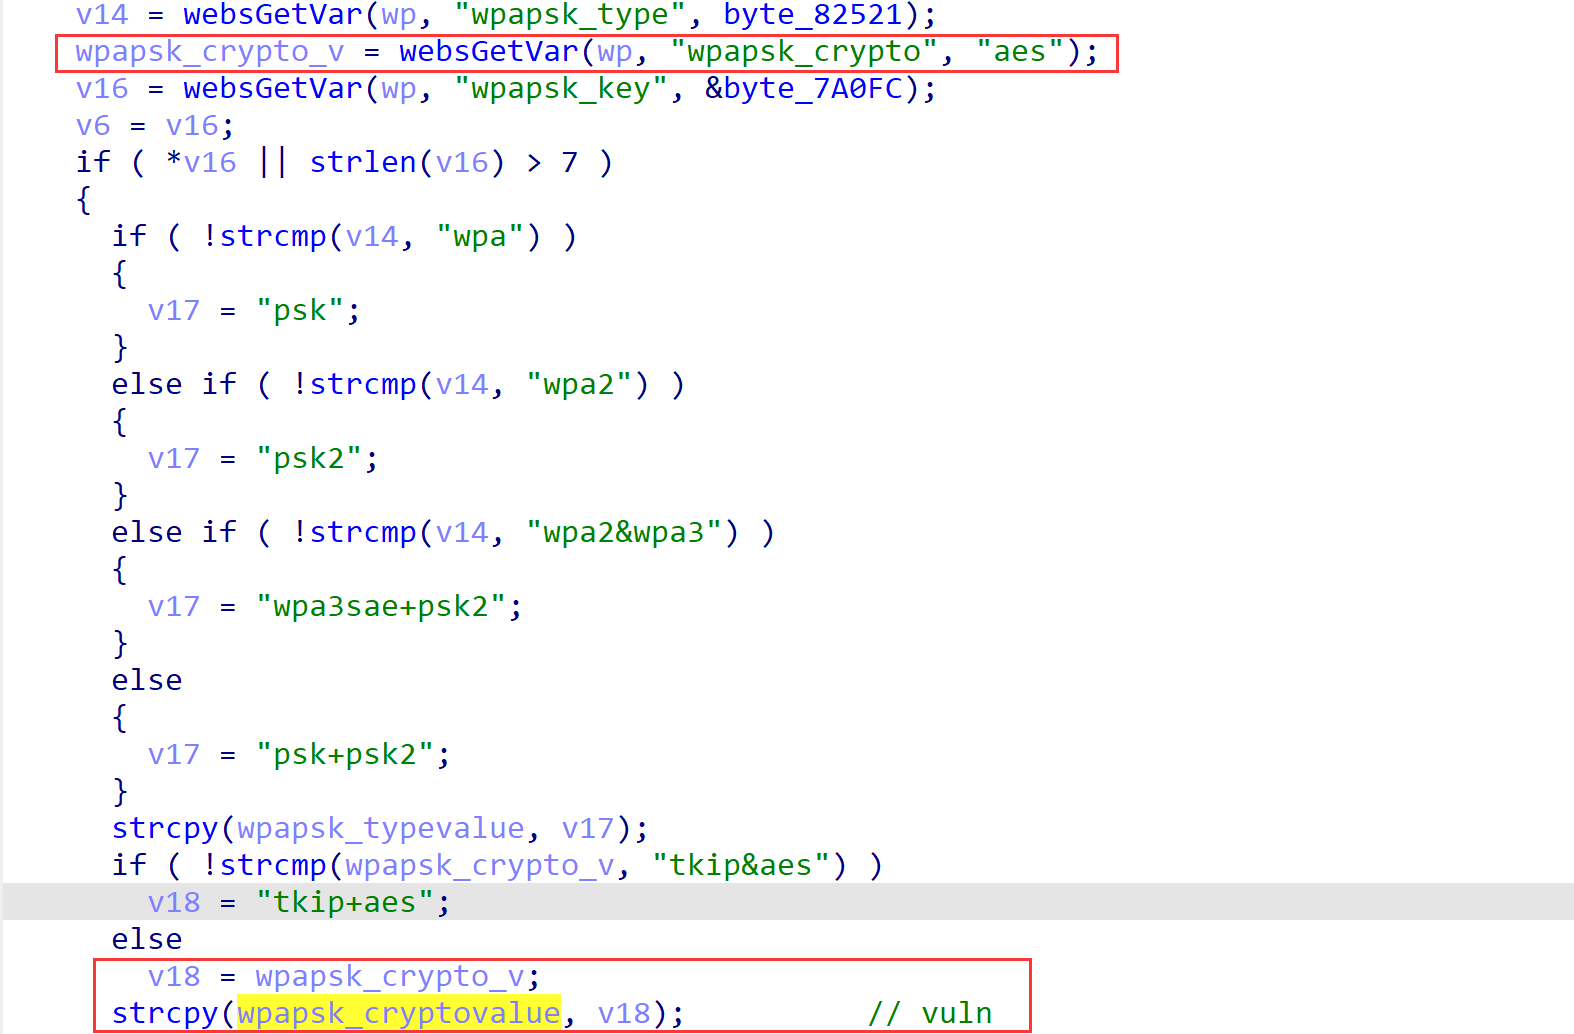 v14 = websGetVar(wp, "wpapsk_type", byte_82521);
wpapsk_crypto_v = websGetVar(wp, "wpapsk_crypto", "aes");
v16 = websGetVar(wp, "wpapsk_key", &byte_7A0FC);
v6 = v16;
if ( *v16 || strlen(v16) > 7 )
{
if ( !strcmp(v14, "wpa") )
{
v17 = "psk";
}
else if ( !strcmp(v14, "wpa2") )
{
v17 = "psk2";
}
else if ( !strcmp(v14, "wpa2&wpa3") )
{
v17 = "wpa3sae+psk2";
}
else
{
v17 = "psk+psk2";
}
strcpy(wpapsk_typevalue, v17);
if ( !strcmp(wpapsk_crypto_v, "tkip&aes") )
v18 = "tkip+aes";
else
v18 = wpapsk_crypto_v;
strcpy(wpapsk_cryptovalue, v18); // vuln